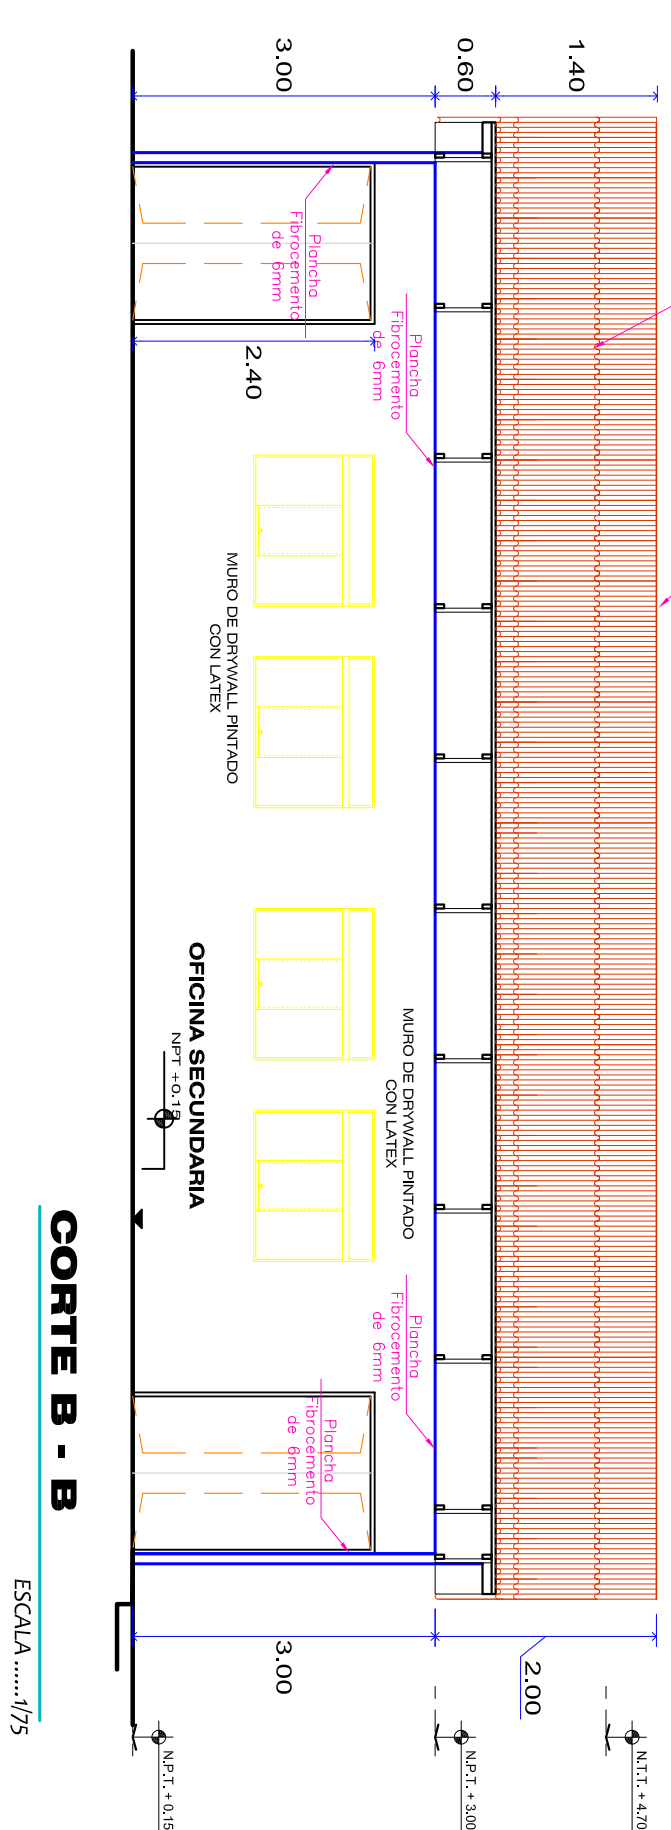 3.00
0.60
1.40
Plancha
Fibrocemento
de 6mm
Plancha
Fibrocemento
de 6mm
2.40
MURO DE DRYWALL PINTADO
CON LATEX
OFICINA SECUNDARIA
NPT +0.15
MURO DE DRYWALL PINTADO
CON LATEX
Plancha
Fibrocemento
de 6mm
Plancha
Fibrocemento
de 6mm
3.00
2.00
N.T.T. + 4.70
N.P.T. + 3.00
N.P.T. + 0.15
CORTE B - B
ESCALA ......1/75